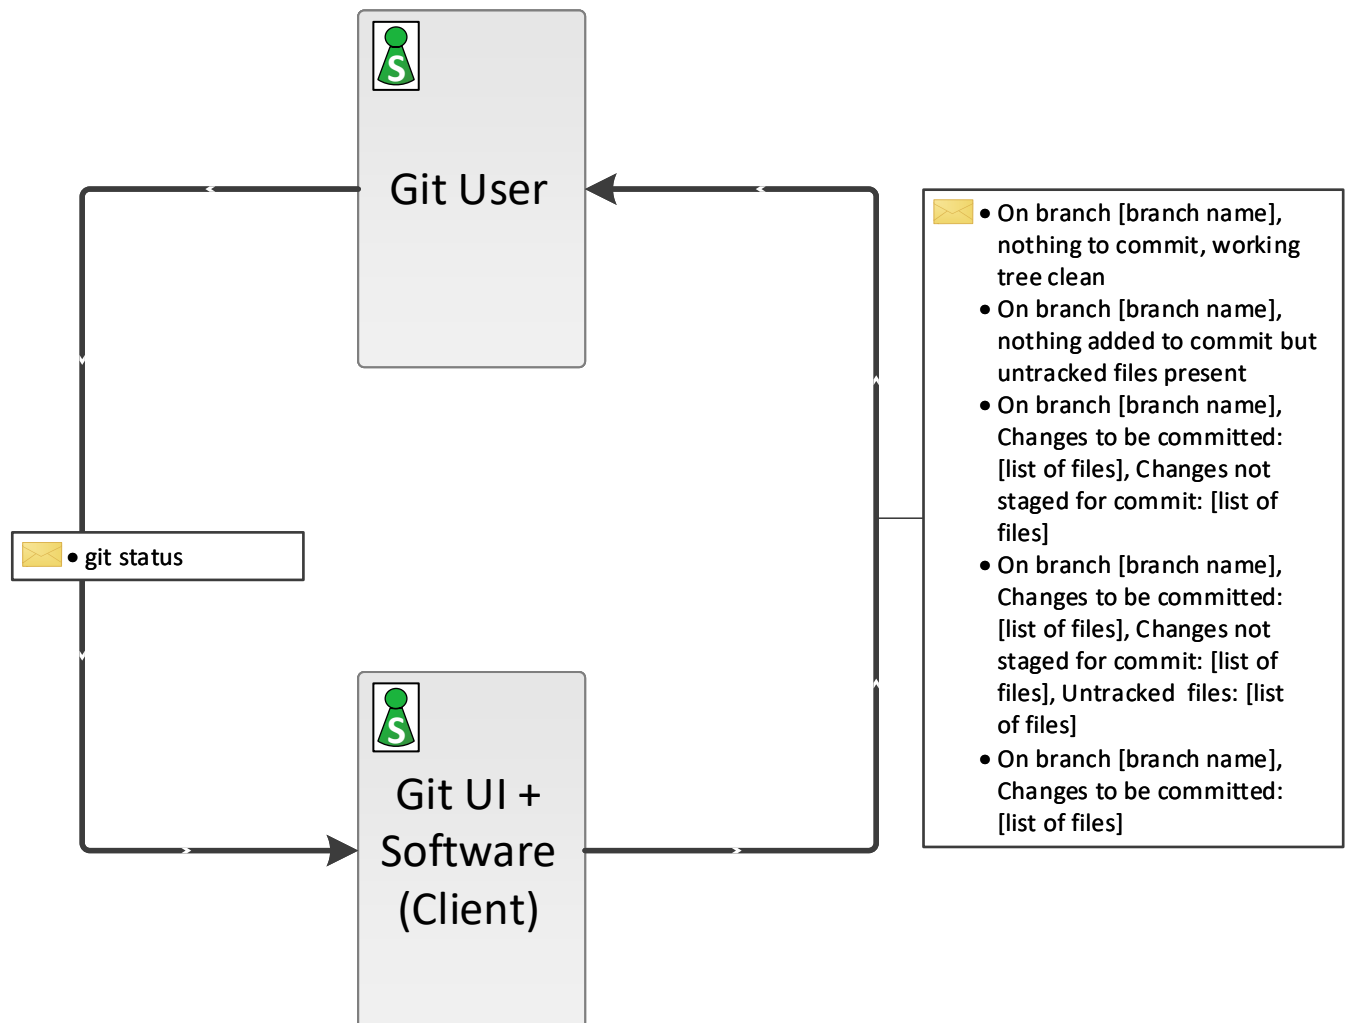 S
Git User
• On branch [branch name],
nothing to commit, working
tree clean
• On branch [branch name],
nothing added to commit but
untracked files present
• On branch [branch name],
Changes to be committed:
[list of files], Changes not
staged for commit: [list of
files]
• On branch [branch name],
Changes to be committed:
[list of files], Changes not
staged for commit: [list of
files], Untracked  files: [list
of files]
• On branch [branch name],
Changes to be committed:
[list of files]
• git status
S
Git UI +
Software
(Client)